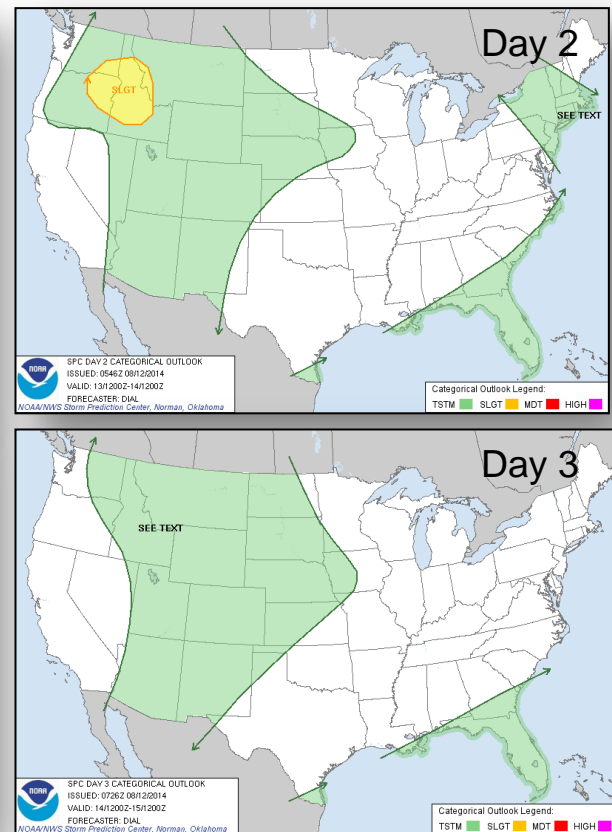 Day 2
SLGT
SEE TEXT
SPC DAY 2 CATEGORICAL OUTLOOK
ISSUED: 0546Z 08/12/2014
VALID: 13/1200Z-14/1200Z
FORECASTER: DIAL
NOAA/NWS Storm Prediction Center, Norman, Oklahoma
NOAA
Categorical Outlook Legend:
TSTM SLGT MDT HIGH
Day 3
SEE TEXT
SPC DAY 3 CATEGORICAL OUTLOOK
ISSUED: 0726Z 08/12/2014
VALID: 14/1200Z-15/1200Z
FORECASTER: DIAL
NOAA/NWS Storm Prediction Center, Norman, Oklahoma
NOAA
Categorical Outlook Legend:
TSTM SLGT MDT HIGH